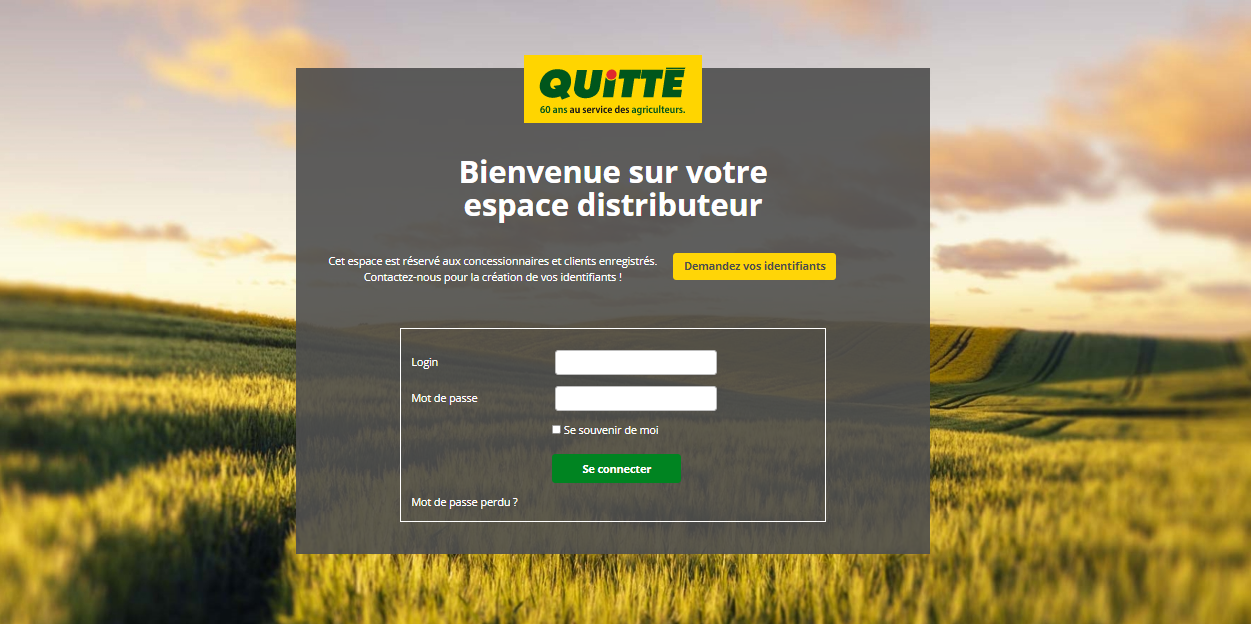 QUiTTÉ
60 ans au service des agriculteurs.
Bienvenue sur votre
espace distributeur
Cet espace est réservé aux concessionnaires et clients enregistrés.
Contactez-nous pour la création de vos identifiants !
Demandez vos identifiants
Login
Mot de passe
Se souvenir de moi
Se connecter
Mot de passe perdu ?